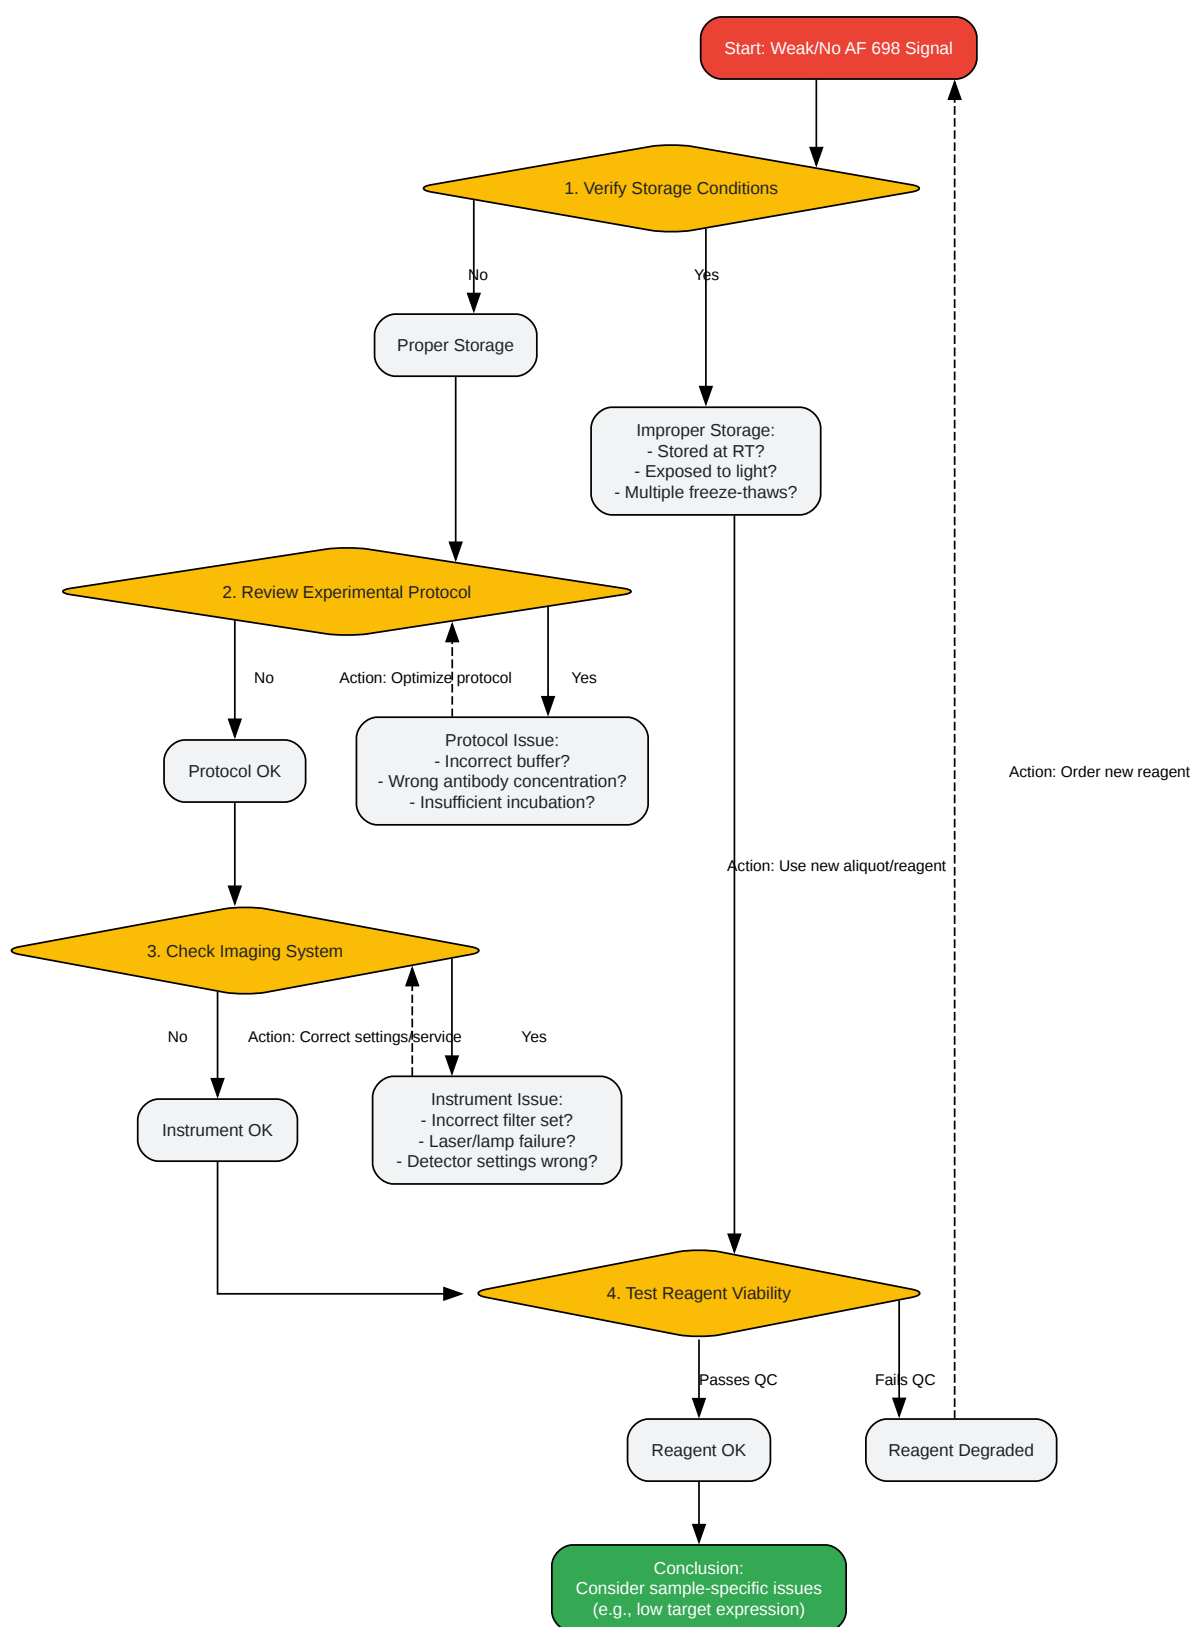 Start: Weak/No AF 698 Signal
1. Verify Storage Conditions
No
Yes
Proper Storage
Improper Storage:
- Stored at RT?
- Exposed to light?
- Multiple freeze-thaws?
2. Review Experimental Protocol
No
Action: Optimize protocol
Yes
Protocol OK
Protocol Issue:
- Incorrect buffer?
- Wrong antibody concentration?
- Insufficient incubation?
Action: Order new reagent
Action: Use new aliquot/reagent
3. Check Imaging System
No
Action: Correct settings/service
Yes
Instrument OK
Instrument Issue:
- Incorrect filter set?
- Laser/lamp failure?
- Detector settings wrong?
4. Test Reagent Viability
Passes QC
Fails QC
Reagent OK
Reagent Degraded
Conclusion:
Consider sample-specific issues
(e.g., low target expression)